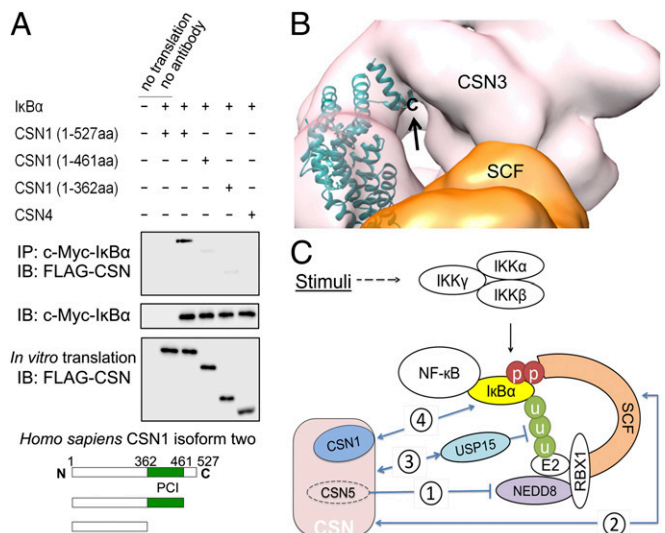 A
no translation
no antibody
IκBα - + + + + +
CSN1 (1-527aa) - + + - - -
CSN1 (1-461aa) - - - + - -
CSN1 (1-362aa) - - - - + -
CSN4 - - - - - +
IP: c-Myc-IκBα
IB: FLAG-CSN
IB: c-Myc-IκBα
In vitro translation
IB: FLAG-CSN
Homo sapiens CSN1 isoform two
1 362 461 527
N C
PCI
B
CSN3
C
SCF
C
Stimuli
IKKα
IKKγ
IKKβ
NF-κB
p p
IκBα
SCF
u
u
u
④
CSN1
USP15
③
E2
RBX1
CSN5
①
NEDD8
CSN
②